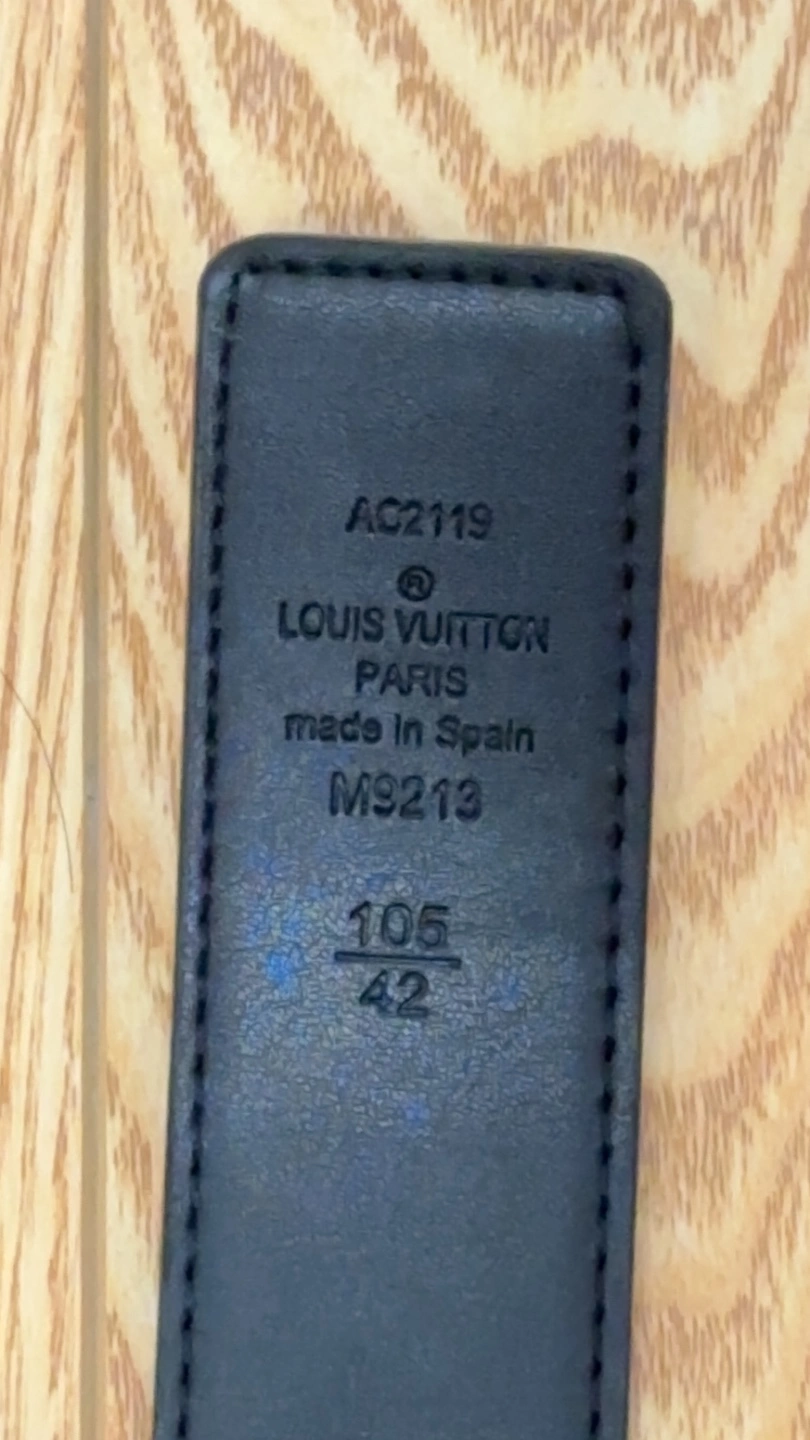 AC2119
®
LOUIS VUITTON
PARIS
made in Spain
M9213
105
42